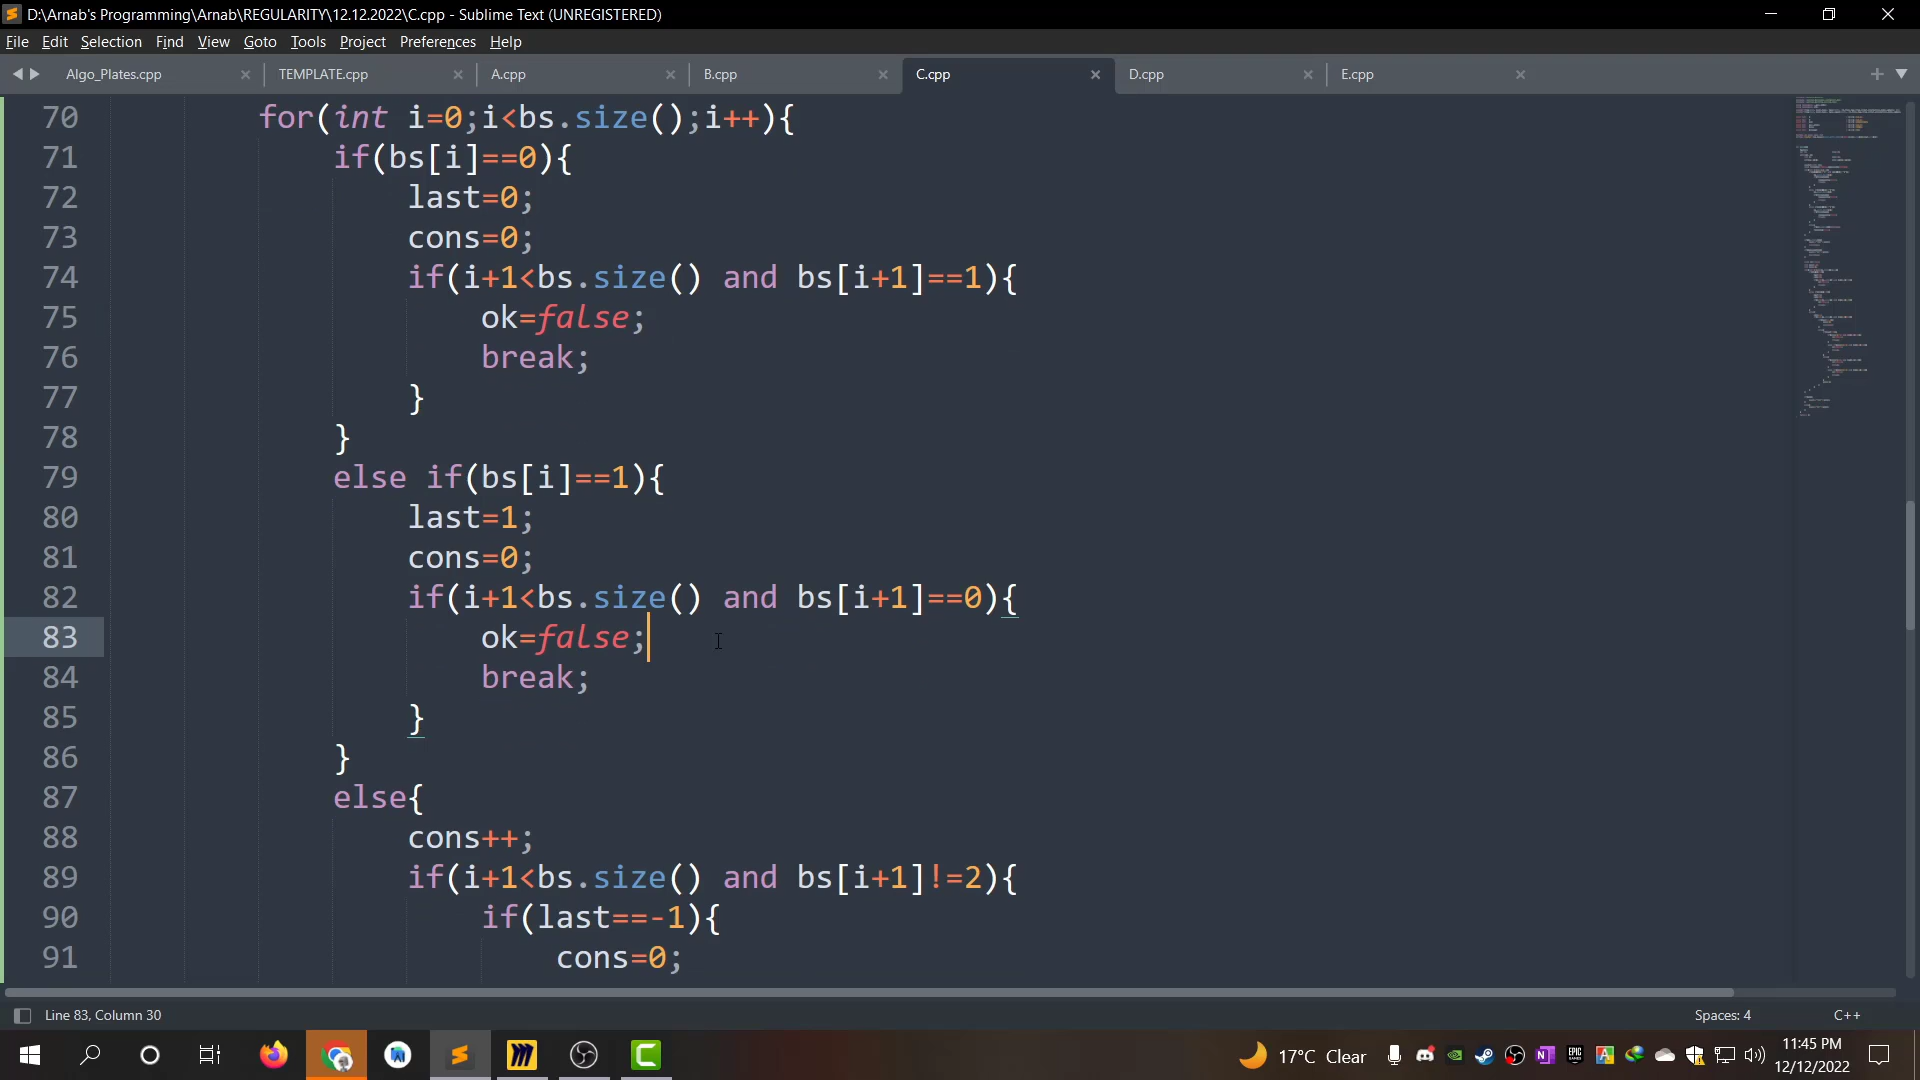 D:\Arnab's Programming\Arnab\REGULARITY\12.12.2022\C.cpp - Sublime Text (UNREGISTERED)
File Edit Selection Find View Goto Tools Project Preferences Help
Algo_Plates.cpp TEMPLATE.cpp A.cpp B.cpp C.cpp D.cpp E.cpp
70 for(int i=0;i<bs.size();i++){
71 if(bs[i]==0){
72 last=0;
73 cons=0;
74 if(i+1<bs.size() and bs[i+1]==1){
75 ok=false;
76 break;
77 }
78 }
79 else if(bs[i]==1){
80 last=1;
81 cons=0;
82 if(i+1<bs.size() and bs[i+1]==0){
83 ok=false;
84 break;
85 }
86 }
87 else{
88 cons++;
89 if(i+1<bs.size() and bs[i+1]!=2){
90 if(last==-1){
91 cons=0;
Line 83, Column 30 Spaces: 4 C++
17°C Clear 11:45 PM
12/12/2022